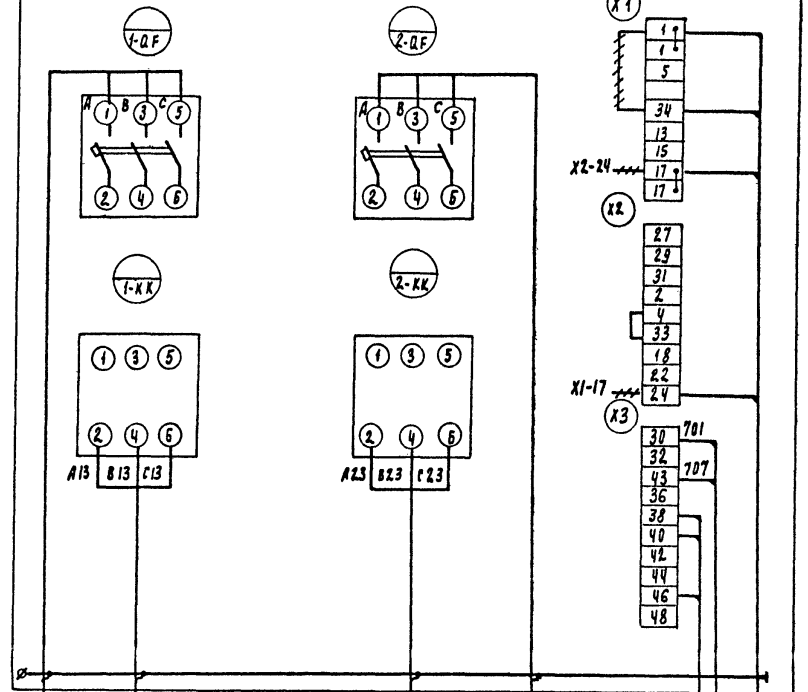 X1
1-QF
2-QF
A B C
1 3 5
2 4 6
A B C
1 3 5
2 4 6
1
1
5
34
13
15
17
17
X2-24
X2
27
29
31
2
4
33
18
22
24
X1-17
1-КК
2-КК
1 3 5
2 4 6
A13 B13 C13
1 3 5
2 4 6
A23 B23 C23
X3
30 701
32
43 707
36
38
40
42
44
46
48